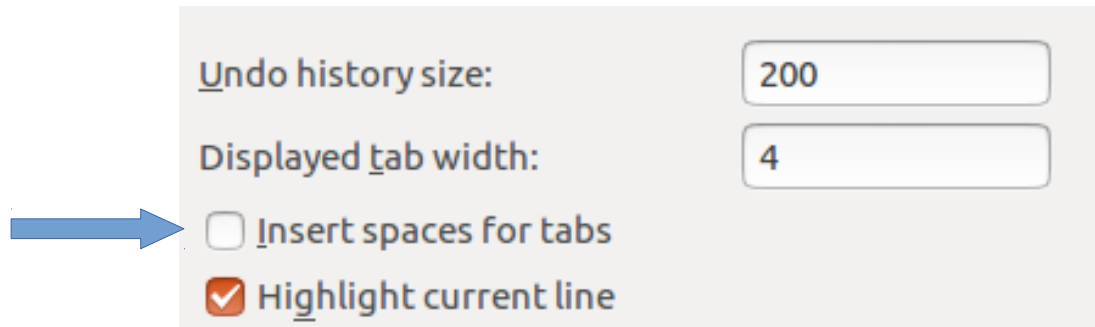 Undo history size: 200
Displayed tab width: 4
Insert spaces for tabs
Highlight current line